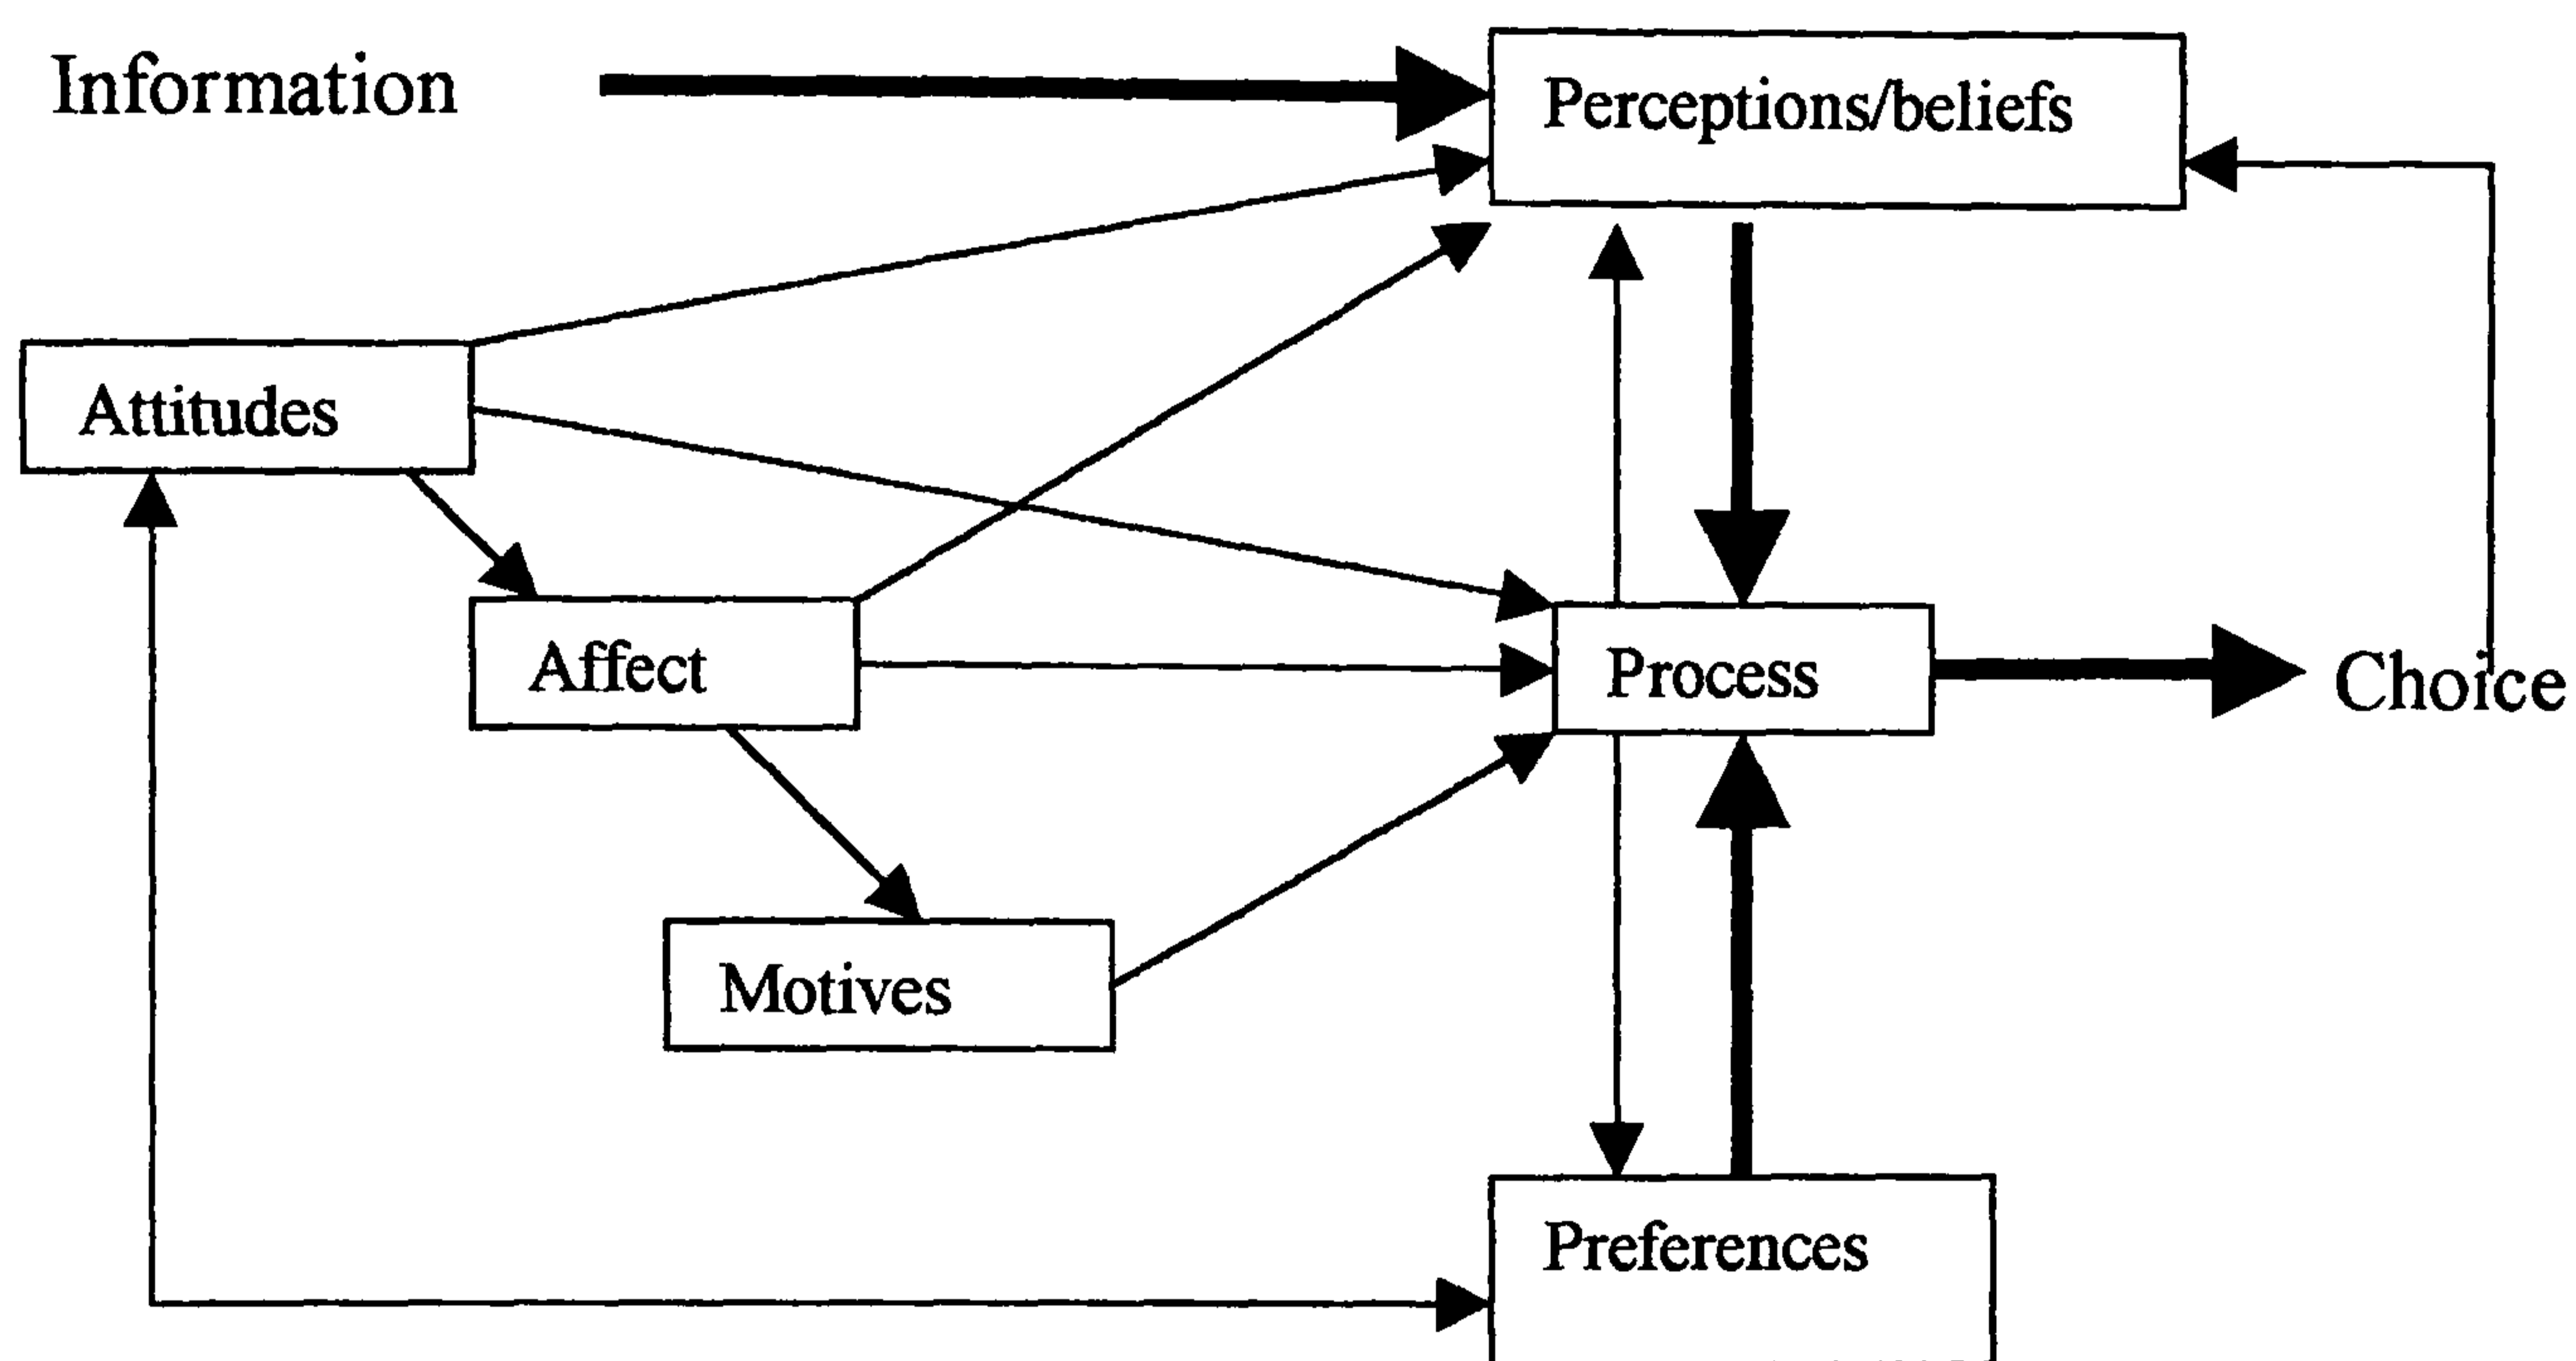 Information
Perceptions/beliefs
Attitudes
Affect
Process
Choice
Motives
Preferences